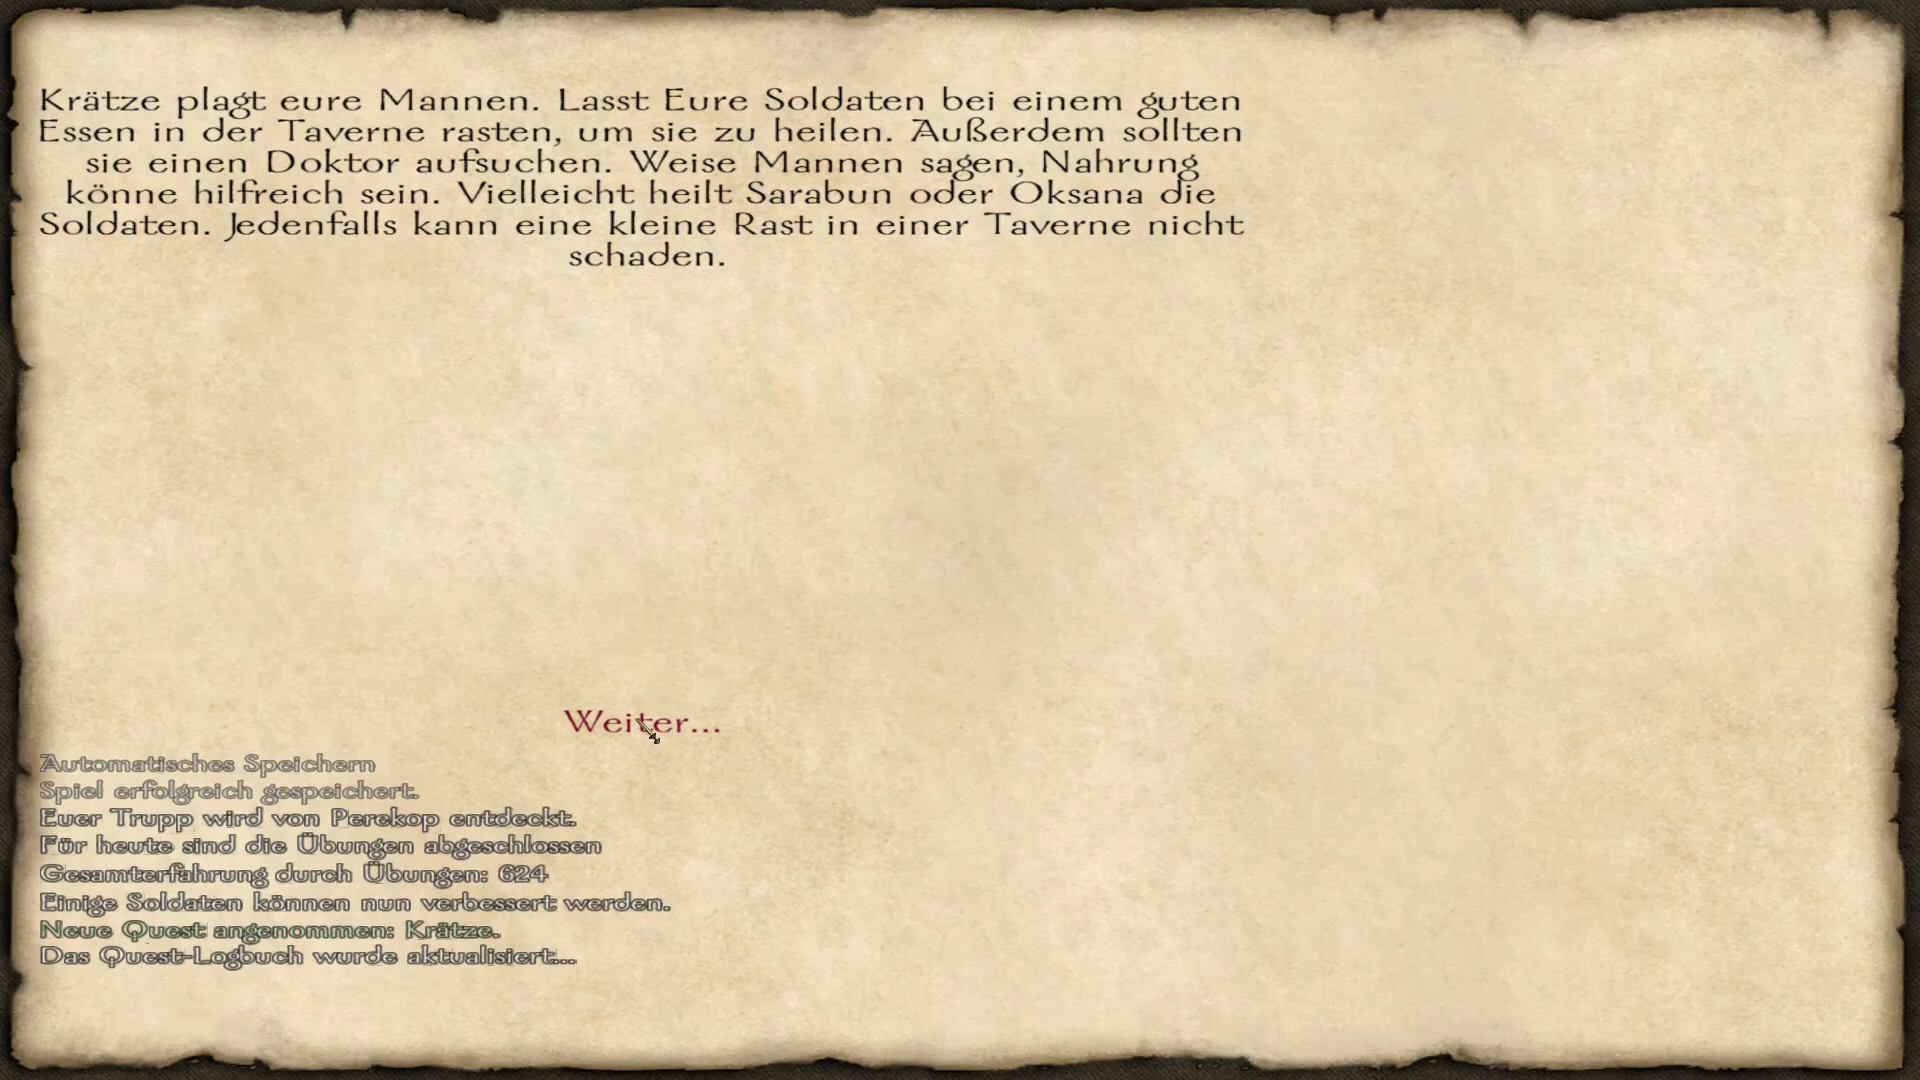 Krätze plagt eure Mannen. Lasst Eure Soldaten bei einem guten
Essen in der Taverne rasten, um sie zu heilen. Außerdem sollten
sie einen Doktor aufsuchen. Weise Mannen sagen, Nahrung
könne hilfreich sein. Vielleicht heilt Sarabun oder Oksana die
Soldaten. Jedenfalls kann eine kleine Rast in einer Taverne nicht
schaden.
Weiter...
Automatisches Speichern
Spiel erfolgreich gespeichert.
Euer Trupp wird von Perekop entdeckt.
Für heute sind die Übungen abgeschlossen
Gesamterfahrung durch Übungen: 624
Einige Soldaten können nun verbessert werden.
Neue Quest angenommen: Krätze.
Das Quest-Logbuch wurde aktualisiert...